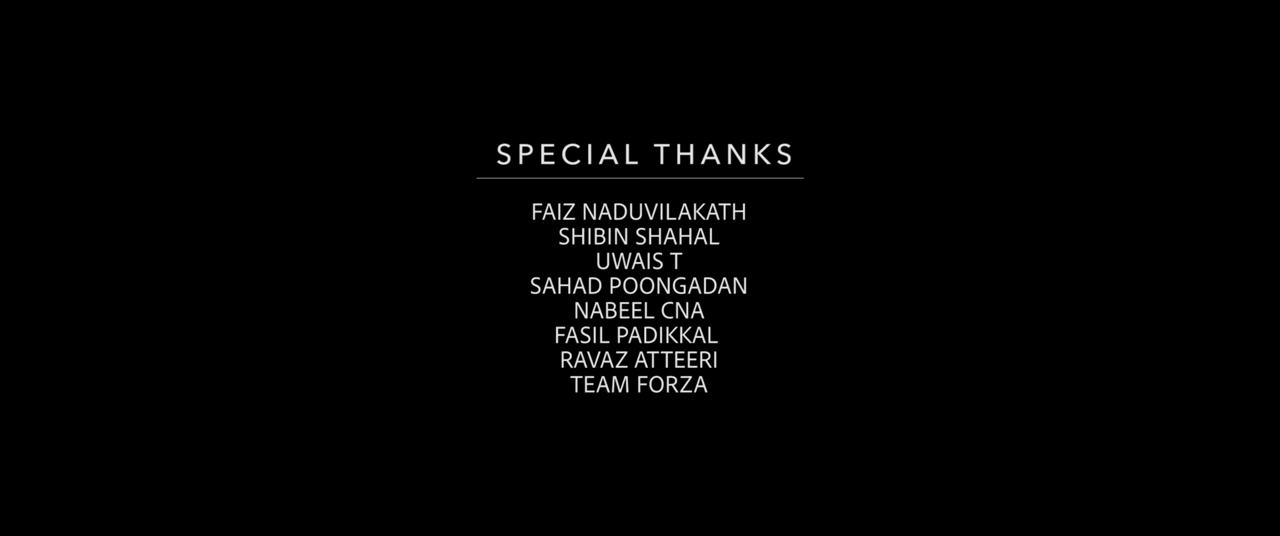 SPECIAL THANKS
FAIZ NADUVILAKATH
SHIBIN SHAHAL
UWAIS T
SAHAD POONGADAN
NABEEL CNA
FASIL PADIKKAL
RAVAZ ATTEERI
TEAM FORZA